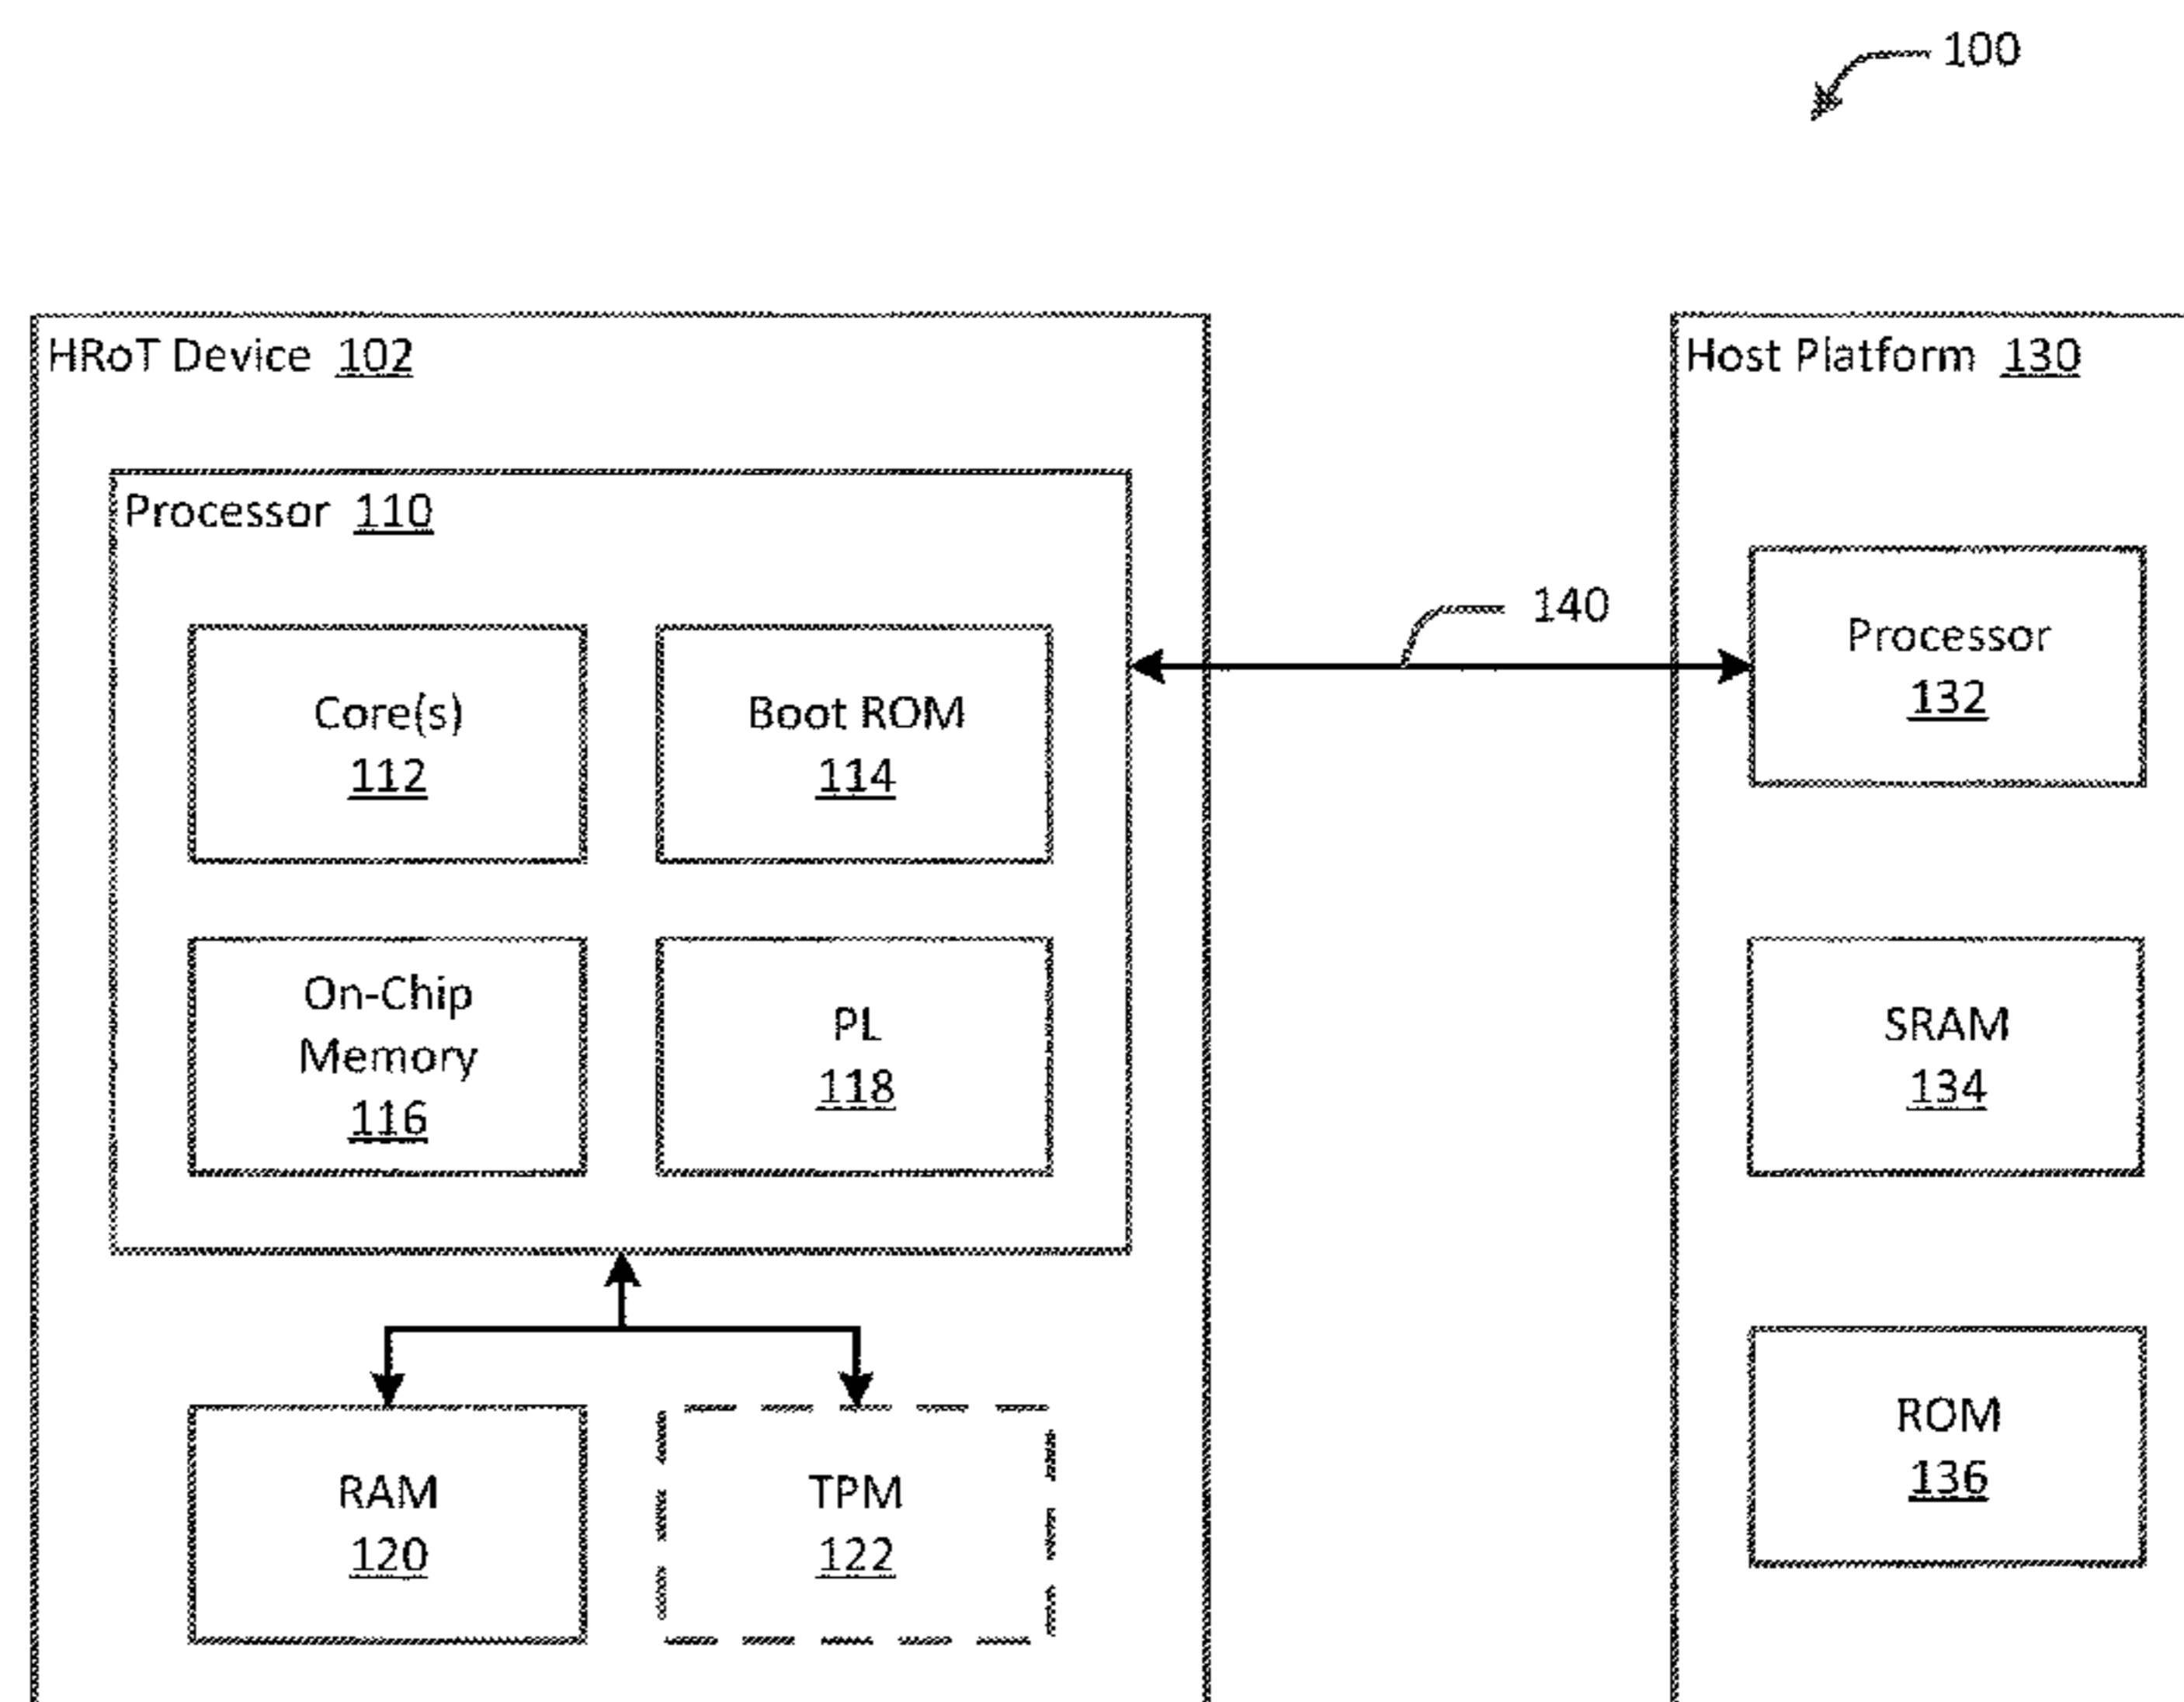 100
HRoT Device 102
Processor 110
Core(s)
112
Boot ROM
114
On-Chip
Memory
116
PL
118
RAM
120
TPM
122
140
Host Platform 130
Processor
132
SRAM
134
ROM
136